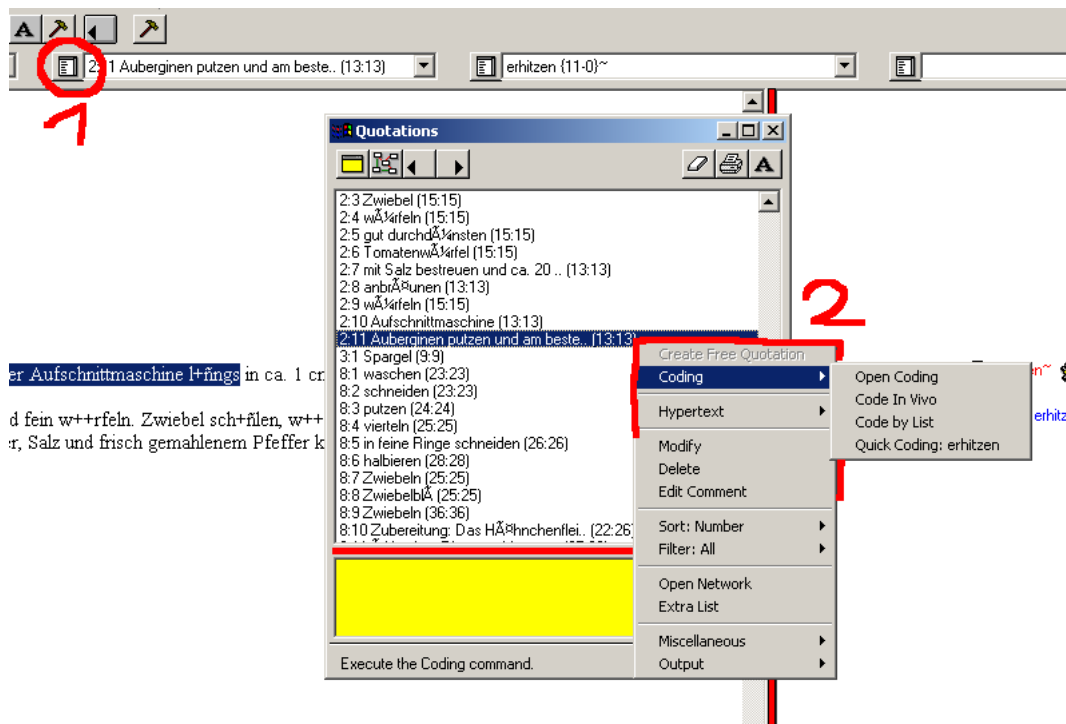 A
2:11 Auberginen putzen und am beste.. (13:13)
erhitzen {11-0}~
1
Quotations
A
2:3 Zwiebel (15:15)
2:4 wÃ¼rfeln (15:15)
2:5 gut durchdÃ¼nsten (15:15)
2:6 TomatenwÃ¼rfel (15:15)
2:7 mit Salz bestreuen und ca. 20 .. (13:13)
2:8 anbrÃ¤unen (13:13)
2:9 wÃ¼rfeln (15:15)
2:10 Aufschnittmaschine (13:13)
2:11 Auberginen putzen und am beste.. (13:13)
3:1 Spargel (9:9)
8:1 waschen (23:23)
8:2 schneiden (23:23)
8:3 putzen (24:24)
8:4 vierteln (25:25)
8:5 in feine Ringe schneiden (26:26)
8:6 halbieren (28:28)
8:7 Zwiebeln (25:25)
8:8 ZwiebelblÃ (25:25)
8:9 Zwiebeln (36:36)
8:10 Zubereitung: Das HÃ¤hnchenflei.. (22:26)
Execute the Coding command.
2
Create Free Quotation
Coding
Hypertext
Modify
Delete
Edit Comment
Sort: Number
Filter: All
Open Network
Extra List
Miscellaneous
Output
Open Coding
Code In Vivo
Code by List
Quick Coding: erhitzen
er Aufschnittmaschine l+ñngs in ca. 1 cr
d fein w++rfeln. Zwiebel sch+ñlen, w++
r, Salz und frisch gemahlenem Pfeffer k
en~
erhitz